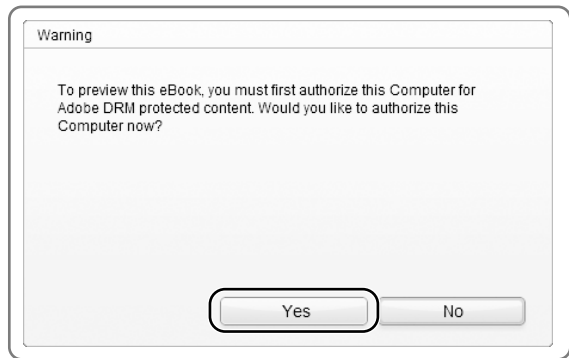 Warning
To preview this eBook, you must first authorize this Computer for
Adobe DRM protected content. Would you like to authorize this
Computer now?
Yes No